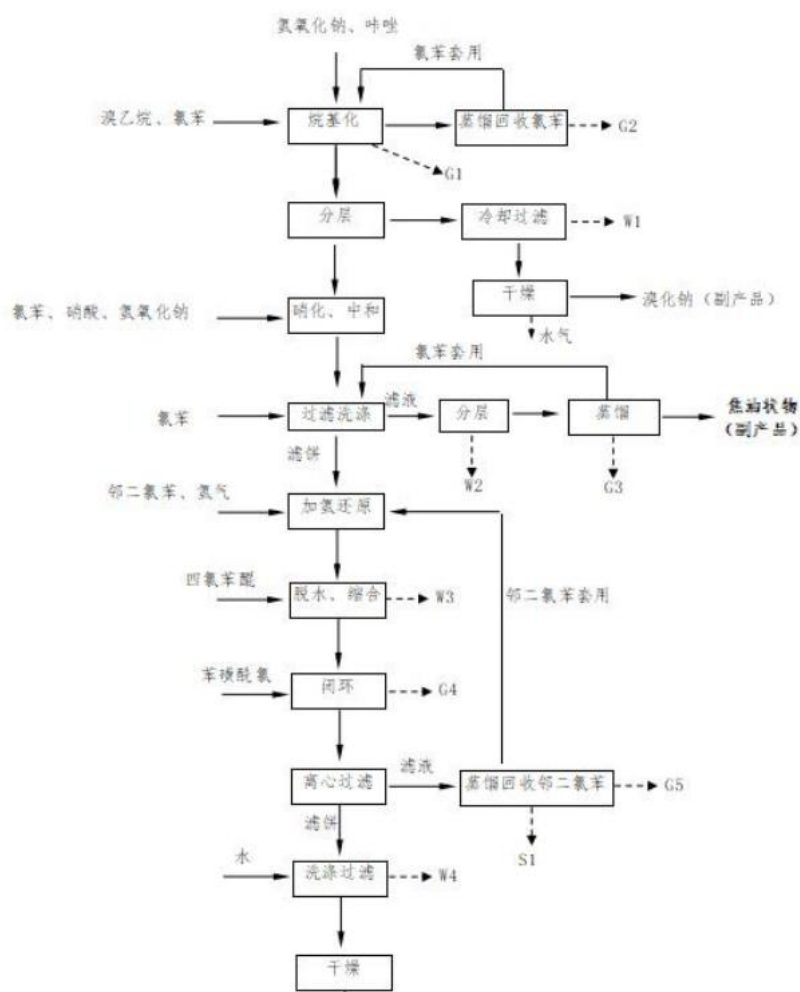 氢氧化钠、咔唑
氯苯套用
溴乙烷、氯苯
烷基化
蒸馏回收氯苯
G2
G1
分层
冷却过滤
W1
氯苯、硝酸、氢氧化钠
硝化、中和
干燥
溴化钠（副产品）
水气
氯苯套用
氯苯
过滤洗涤
滤液
分层
蒸馏
焦油状物
（副产品）
滤饼
W2
G3
邻二氯苯、氢气
加氢还原
四氯苯醌
脱水、缩合
W3
邻二氯苯套用
苯磺酰氯
闭环
G4
离心过滤
滤液
蒸馏回收邻二氯苯
G5
滤饼
S1
水
洗涤过滤
W4
干燥